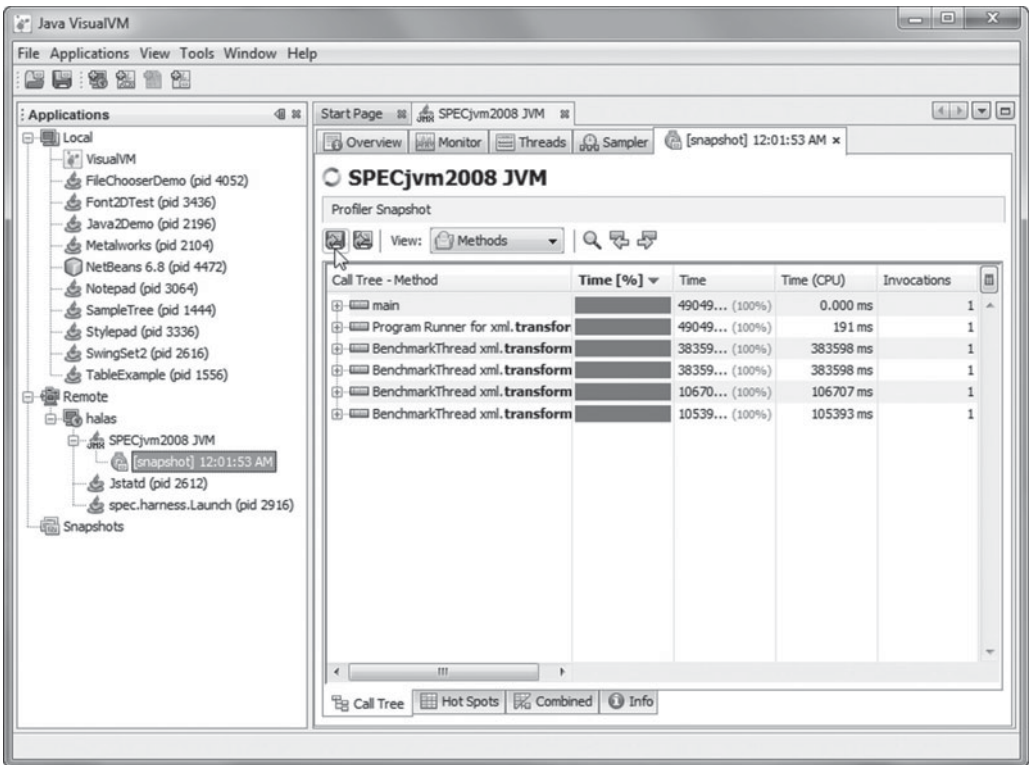 Java VisualVM
File Applications View Tools Window Help
Applications
Local
VisualVM
FileChooserDemo (pid 4052)
Font2DTest (pid 3436)
Java2Demo (pid 2196)
Metalworks (pid 2104)
NetBeans 6.8 (pid 4472)
Notepad (pid 3064)
SampleTree (pid 1444)
Stylepad (pid 3336)
SwingSet2 (pid 2616)
TableExample (pid 1556)
Remote
halas
SPECjvm2008 JVM
[snapshot] 12:01:53 AM
Jstatd (pid 2612)
spec.harness.Launch (pid 2916)
Snapshots
Start Page SPECjvm2008 JVM
Overview Monitor Threads Sampler [snapshot] 12:01:53 AM
SPECjvm2008 JVM
Profiler Snapshot
View: Methods
Call Tree - Method Time [%] Time Time (CPU) Invocations
main 49049... (100%) 0.000 ms 1
Program Runner for xml.transfor 49049... (100%) 191 ms 1
BenchmarkThread xml.transform 38359... (100%) 383598 ms 1
BenchmarkThread xml.transform 38359... (100%) 383598 ms 1
BenchmarkThread xml.transform 10670... (100%) 106707 ms 1
BenchmarkThread xml.transform 10539... (100%) 105393 ms 1
Call Tree Hot Spots Combined Info